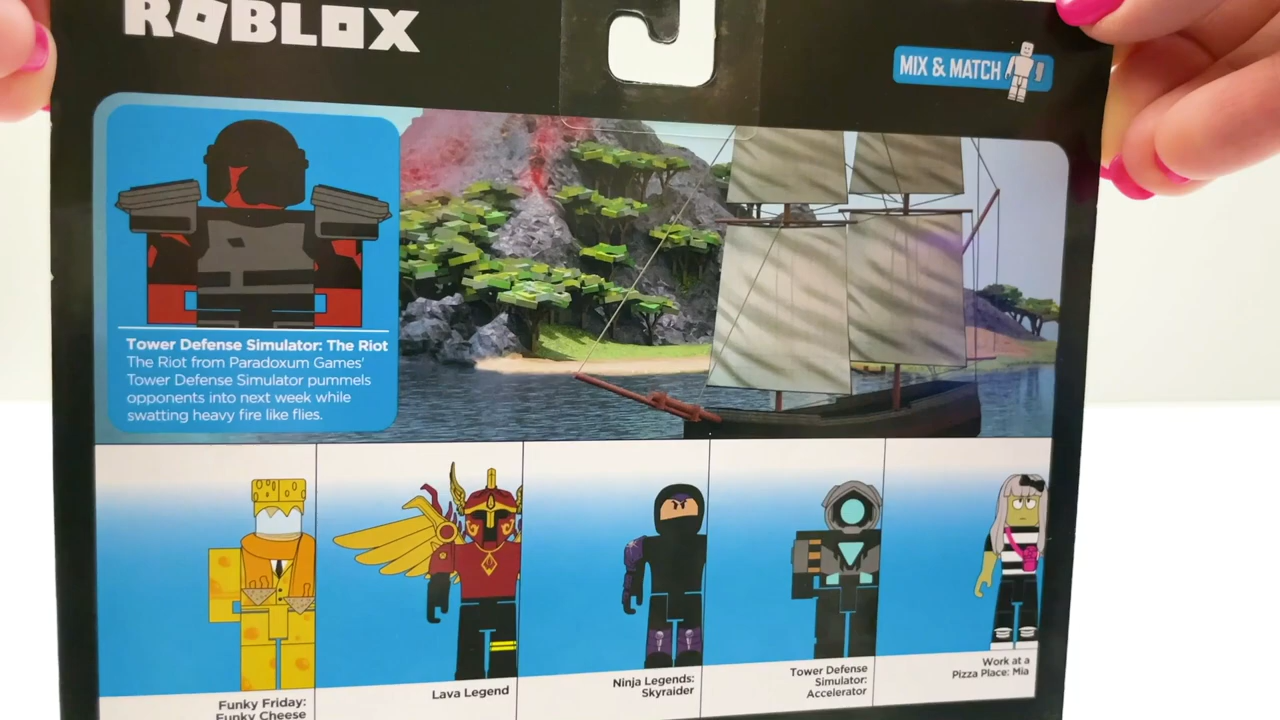 ROBLOX
MIX & MATCH
Tower Defense Simulator: The Riot
The Riot from Paradoxum Games'
Tower Defense Simulator pummels
opponents into next week while
swatting heavy fire like flies.
Funky Friday:
Funky Cheese
Lava Legend
Ninja Legends:
Skyraider
Tower Defense
Simulator:
Accelerator
Work at a
Pizza Place: Mia